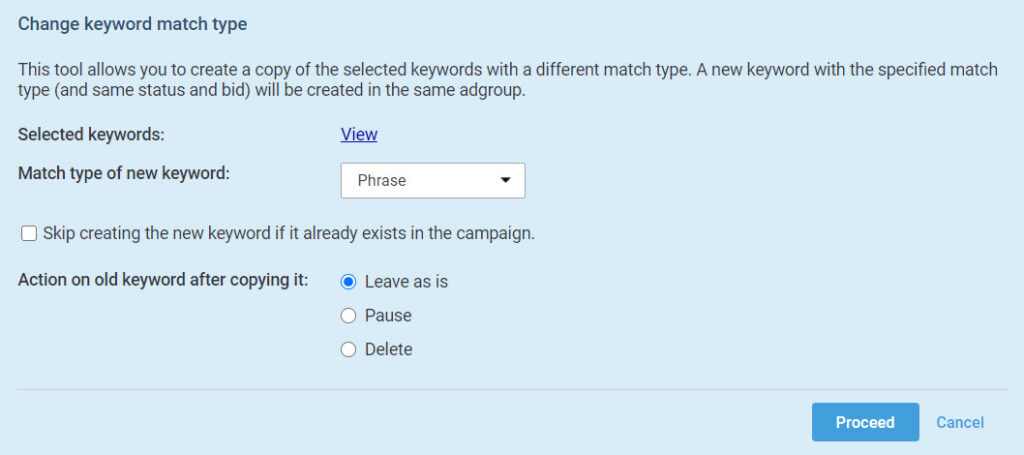 Change keyword match type
This tool allows you to create a copy of the selected keywords with a different match type. A new keyword with the specified match
type (and same status and bid) will be created in the same adgroup.
Selected keywords: View
Match type of new keyword: Phrase
Skip creating the new keyword if it already exists in the campaign.
Action on old keyword after copying it: Leave as is
Pause
Delete
Proceed Cancel